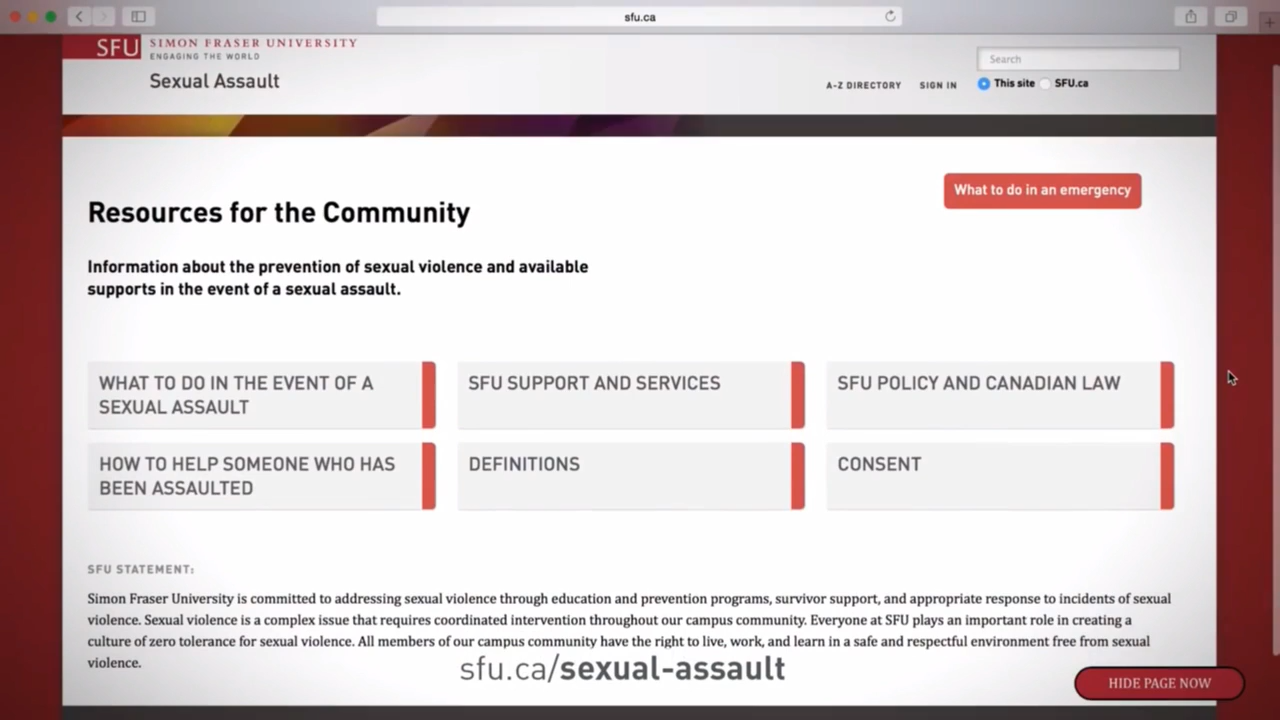 sfu.ca
SFU SIMON FRASER UNIVERSITY
ENGAGING THE WORLD
Sexual Assault
Search
A-Z DIRECTORY SIGN IN This site SFU.ca
What to do in an emergency
Resources for the Community
Information about the prevention of sexual violence and available
supports in the event of a sexual assault.
WHAT TO DO IN THE EVENT OF A
SEXUAL ASSAULT
SFU SUPPORT AND SERVICES
SFU POLICY AND CANADIAN LAW
HOW TO HELP SOMEONE WHO HAS
BEEN ASSAULTED
DEFINITIONS
CONSENT
SFU STATEMENT:
Simon Fraser University is committed to addressing sexual violence through education and prevention programs, survivor support, and appropriate response to incidents of sexual
violence. Sexual violence is a complex issue that requires coordinated intervention throughout our campus community. Everyone at SFU plays an important role in creating a
culture of zero tolerance for sexual violence. All members of our campus community have the right to live, work, and learn in a safe and respectful environment free from sexual
violence.
sfu.ca/sexual-assault
HIDE PAGE NOW